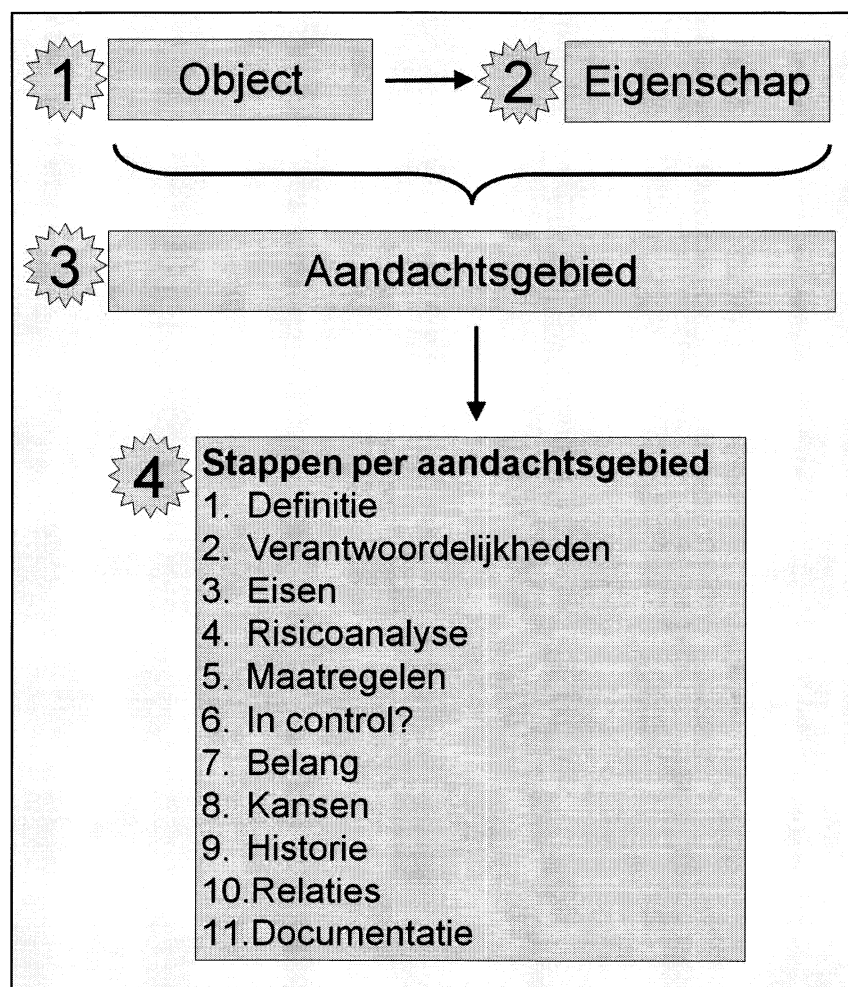 1 Object
2 Eigenschap
3 Aandachtsgebied
4 Stappen per aandachtsgebied
1. Definitie
2. Verantwoordelijkheden
3. Eisen
4. Risicoanalyse
5. Maatregelen
6. In control?
7. Belang
8. Kansen
9. Historie
10.Relaties
11.Documentatie